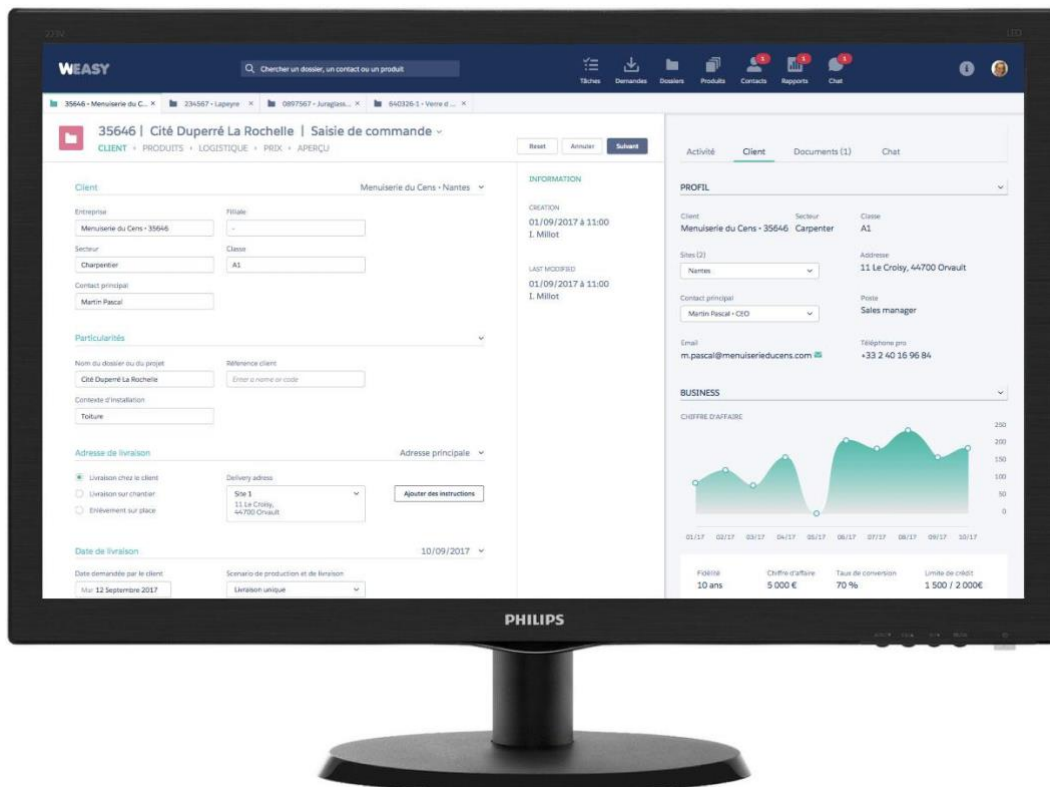 WEASY
Chercher un dossier, un contact ou un produit
Tâches
Demandes
Dossiers
Produits
Contacts
Rapports
Chat
35646 - Menuiserie du C... ×
234567 - Lapeyre ×
0897567 - Juraglass... ×
640326-1 - Verre d ... ×
35646 | Cité Duperré La Rochelle | Saisie de commande
CLIENT • PRODUITS • LOGISTIQUE • PRIX • APERÇU
Reset Annuler Suivant
Client Menuiserie du Cens • Nantes
Entreprise Filiale
Menuiserie du Cens • 35646 -
Secteur Classe
Charpentier A1
Contact principal
Martin Pascal
Particularités
Nom du dossier ou du projet Référence client
Cité Duperré La Rochelle Enter a name or code
Contexte d'installation
Toiture
Adresse de livraison Adresse principale
Livraison chez le client Delivery adress
Livraison sur chantier Site 1
Enlèvement sur place 11 Le Croisy,
44700 Orvault
Ajouter des instructions
Date de livraison 10/09/2017
Date demandée par le client Scenario de production et de livraison
Mar 12 Septembre 2017 Livraison unique
INFORMATION
CREATION
01/09/2017 à 11:00
I. Millot
LAST MODIFIED
01/09/2017 à 11:00
I. Millot
Activité Client Documents (1) Chat
PROFIL
Client Secteur Classe
Menuiserie du Cens • 35646 Carpenter A1
Sites (2) Addresse
Nantes 11 Le Croisy, 44700 Orvault
Contact principal Poste
Martin Pascal • CEO Sales manager
Email Téléphone pro
m.pascal@menuiserieducens.com +33 2 40 16 96 84
BUSINESS
CHIFFRE D'AFFAIRE
250
200
150
100
50
0
01/17 02/17 03/17 04/17 05/17 06/17 07/17 08/17 09/17 10/17
Fidélité Chiffre d'affaire Taux de conversion Limite de crédit
10 ans 5 000 € 70 % 1 500 / 2 000€
PHILIPS